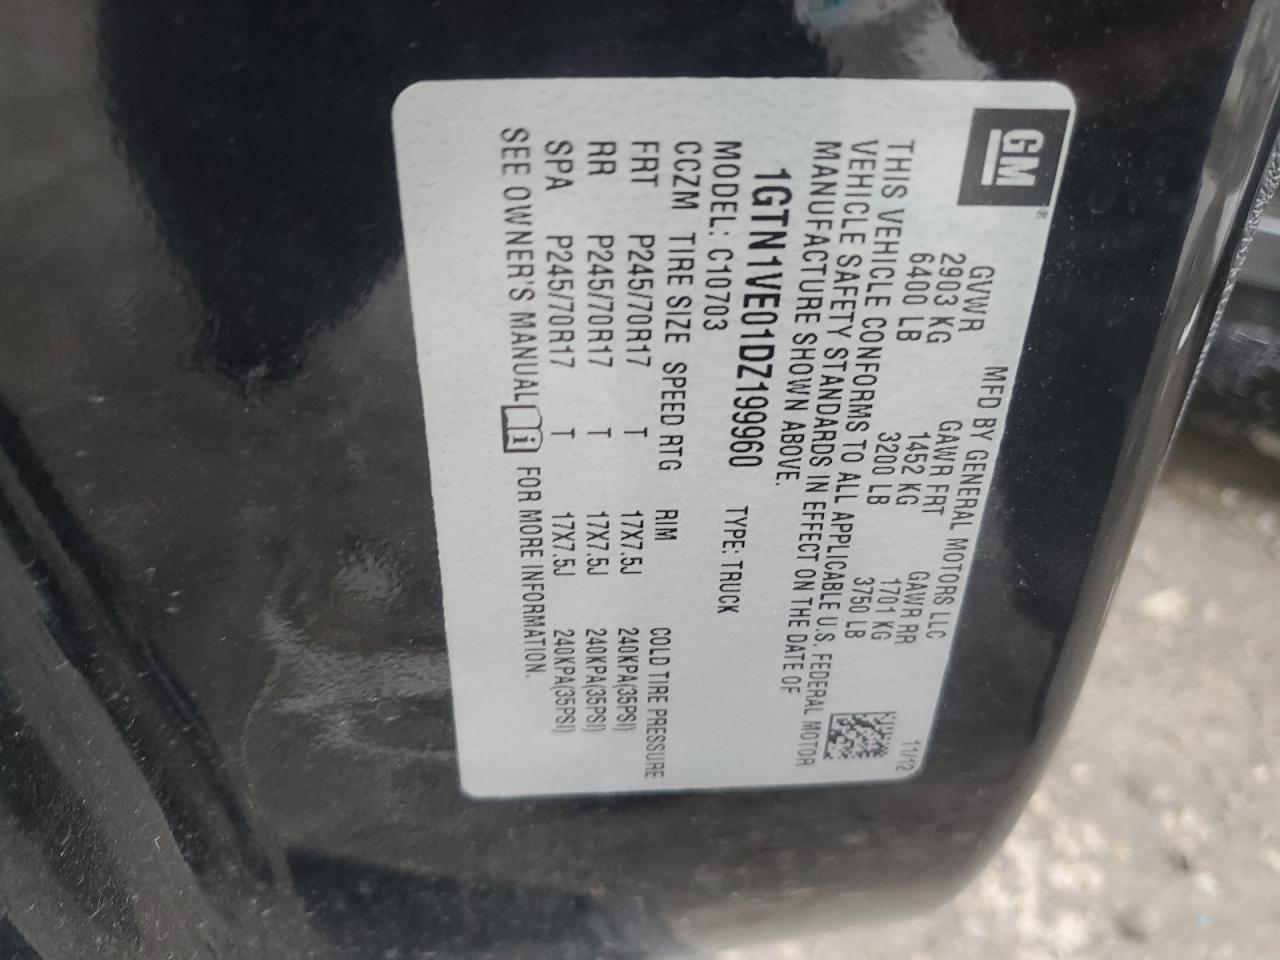 GM®
MFD BY GENERAL MOTORS LLC 11/12
GVWR GAWR FRT GAWR RR
2903 KG 1452 KG 1701 KG
6400 LB 3200 LB 3750 LB
THIS VEHICLE CONFORMS TO ALL APPLICABLE U.S. FEDERAL MOTOR
VEHICLE SAFETY STANDARDS IN EFFECT ON THE DATE OF
MANUFACTURE SHOWN ABOVE.
1GTN1VE01DZ199960 TYPE: TRUCK
MODEL: C10703
CCZM TIRE SIZE SPEED RTG RIM COLD TIRE PRESSURE
FRT P245/70R17 T 17X7.5J 240KPA(35PSI)
RR P245/70R17 T 17X7.5J 240KPA(35PSI)
SPA P245/70R17 T 17X7.5J 240KPA(35PSI)
SEE OWNER'S MANUAL i FOR MORE INFORMATION.